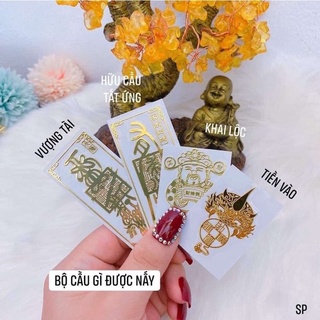 HỮU CẦU
TẤT ỨNG
VƯỢNG TÀI
KHAI LỘC
TIỀN VÀO
BỘ CẦU GÌ ĐƯỢC NẤY
SP